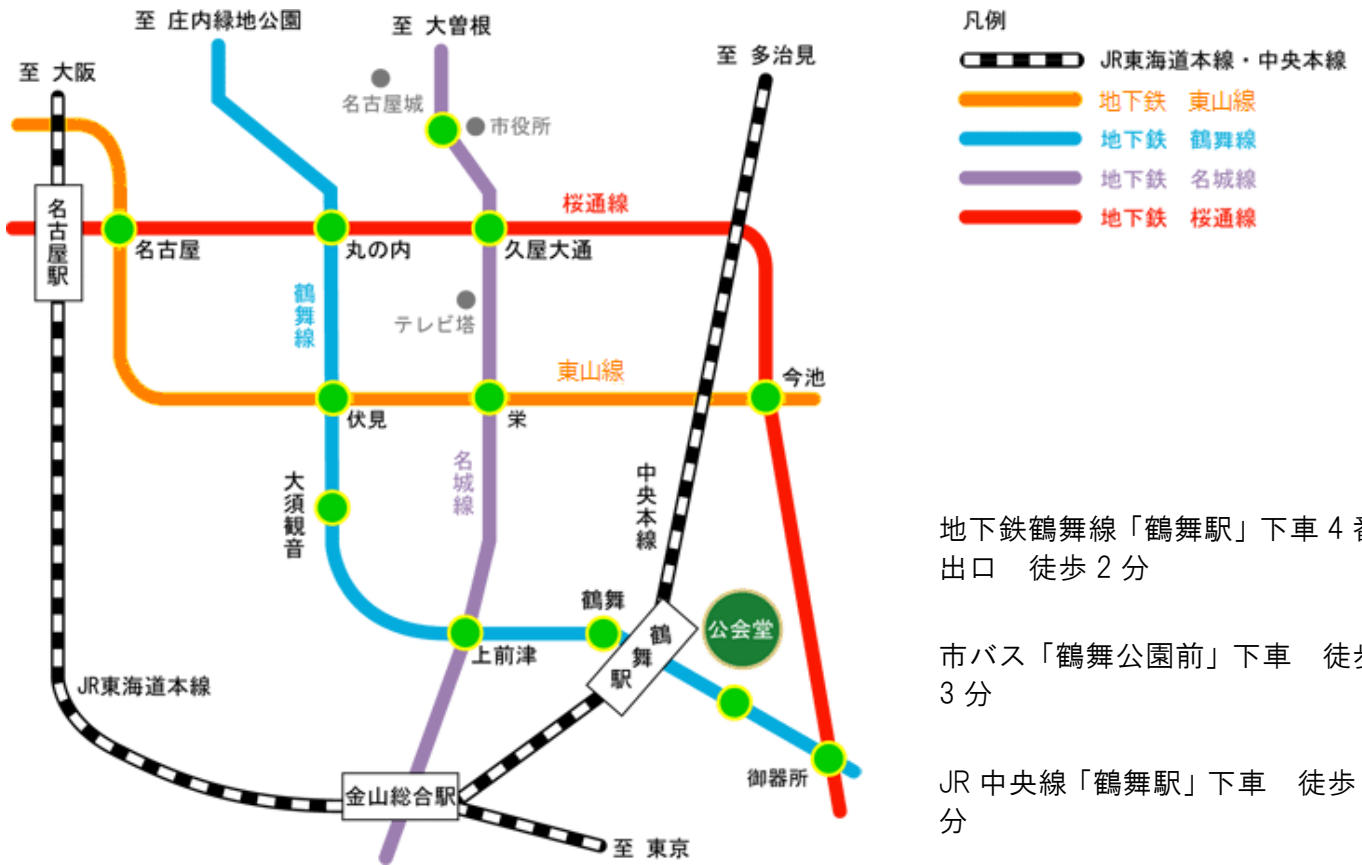 至 庄内緑地公園
至 大曽根
至 多治見
至 大阪
名古屋城
市役所
名古屋駅
名古屋
丸の内
久屋大通
桜通線
鶴舞線
テレビ塔
東山線
今池
伏見
栄
大須観音
名城線
中央本線
鶴舞
上前津
鶴舞駅
公会堂
JR東海道本線
金山総合駅
御器所
至 東京
凡例
JR東海道本線・中央本線
地下鉄 東山線
地下鉄 鶴舞線
地下鉄 名城線
地下鉄 桜通線
地下鉄鶴舞線「鶴舞駅」下車 4
出口 徒歩 2 分
市バス「鶴舞公園前」下車 徒
3 分
JR 中央線「鶴舞駅」下車 徒歩
分